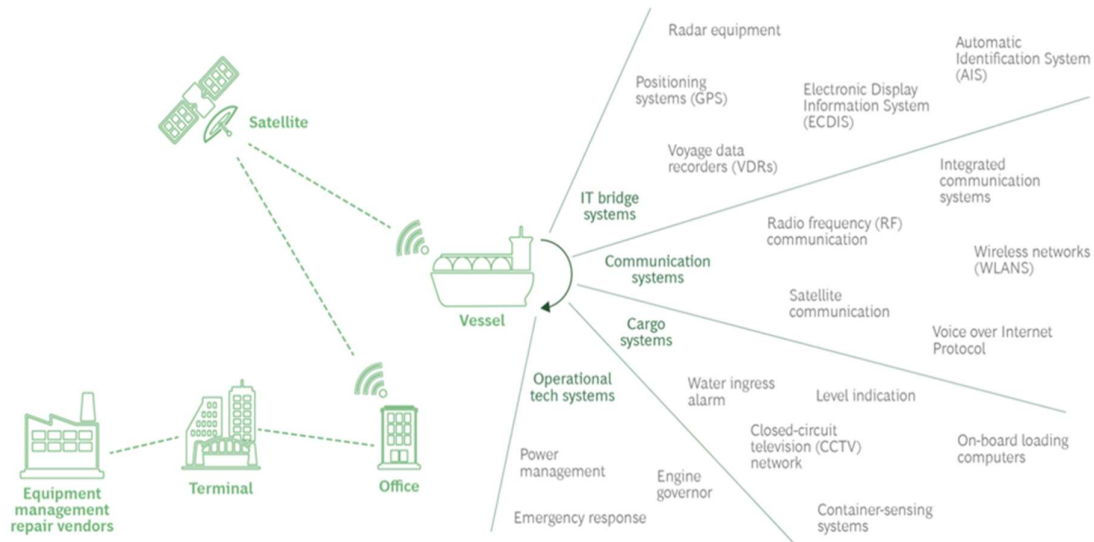 Satellite
Vessel
Equipment
management
repair vendors
Terminal
Office
IT bridge
systems
Radar equipment
Positioning
systems (GPS)
Voyage data
recorders (VDRs)
Electronic Display
Information System
(ECDIS)
Automatic
Identification System
(AIS)
Communication
systems
Integrated
communication
systems
Radio frequency (RF)
communication
Wireless networks
(WLANS)
Satellite
communication
Voice over Internet
Protocol
Cargo
systems
Water ingress
alarm
Level indication
Closed-circuit
television (CCTV)
network
On-board loading
computers
Container-sensing
systems
Operational
tech systems
Power
management
Engine
governor
Emergency response